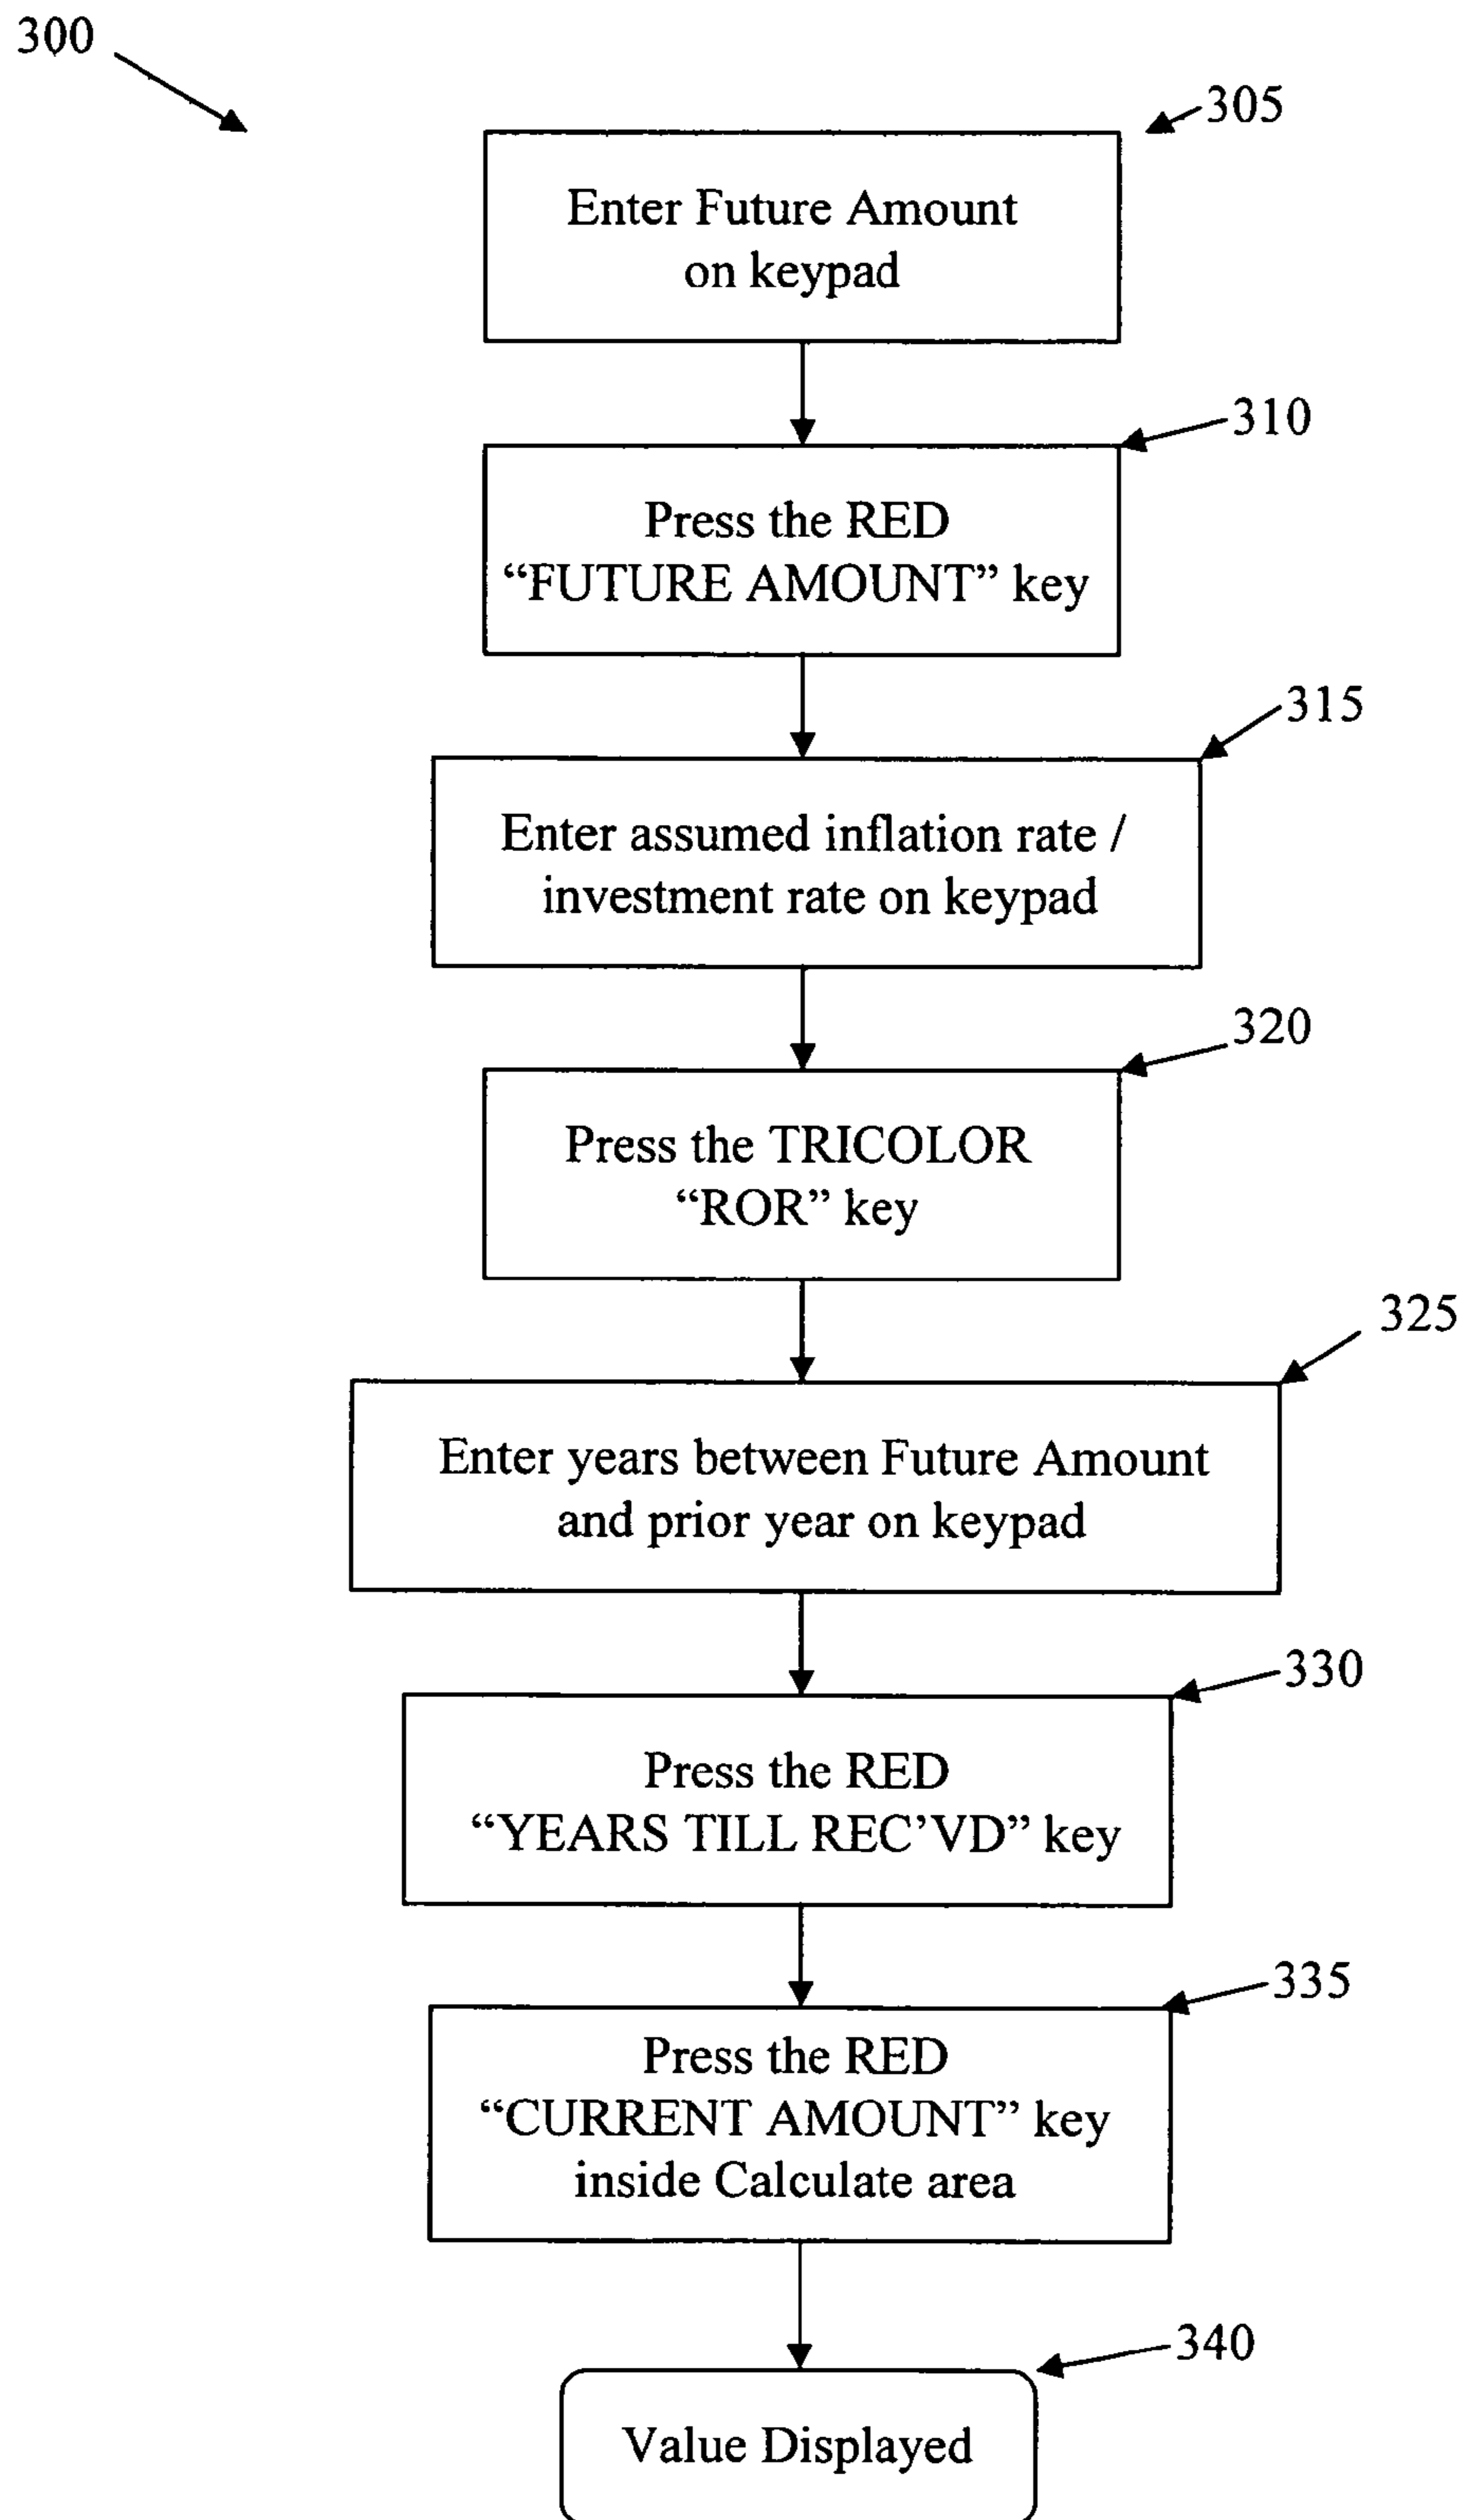 300
305
Enter Future Amount
on keypad
310
Press the RED
“FUTURE AMOUNT” key
315
Enter assumed inflation rate /
investment rate on keypad
320
Press the TRICOLOR
“ROR” key
325
Enter years between Future Amount
and prior year on keypad
330
Press the RED
“YEARS TILL REC’VD” key
335
Press the RED
“CURRENT AMOUNT” key
inside Calculate area
340
Value Displayed